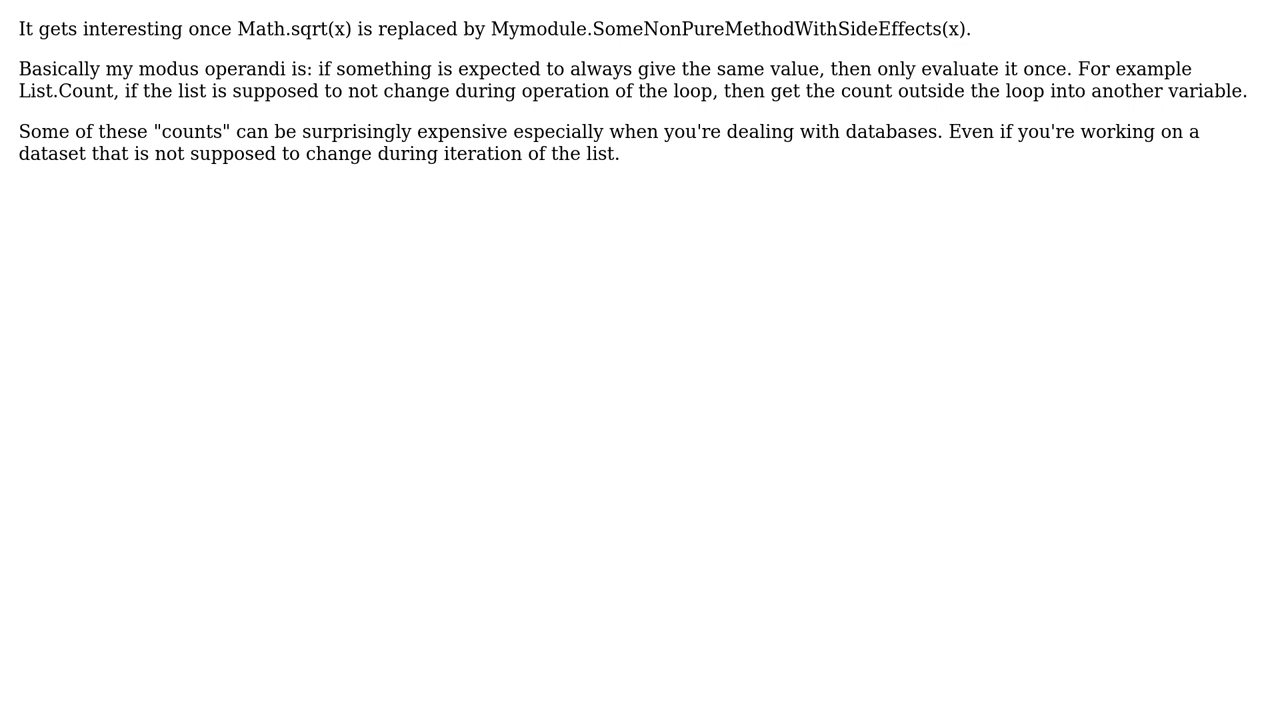 It gets interesting once Math.sqrt(x) is replaced by Mymodule.SomeNonPureMethodWithSideEffects(x).
Basically my modus operandi is: if something is expected to always give the same value, then only evaluate it once. For example
List.Count, if the list is supposed to not change during operation of the loop, then get the count outside the loop into another variable.
Some of these "counts" can be surprisingly expensive especially when you're dealing with databases. Even if you're working on a
dataset that is not supposed to change during iteration of the list.